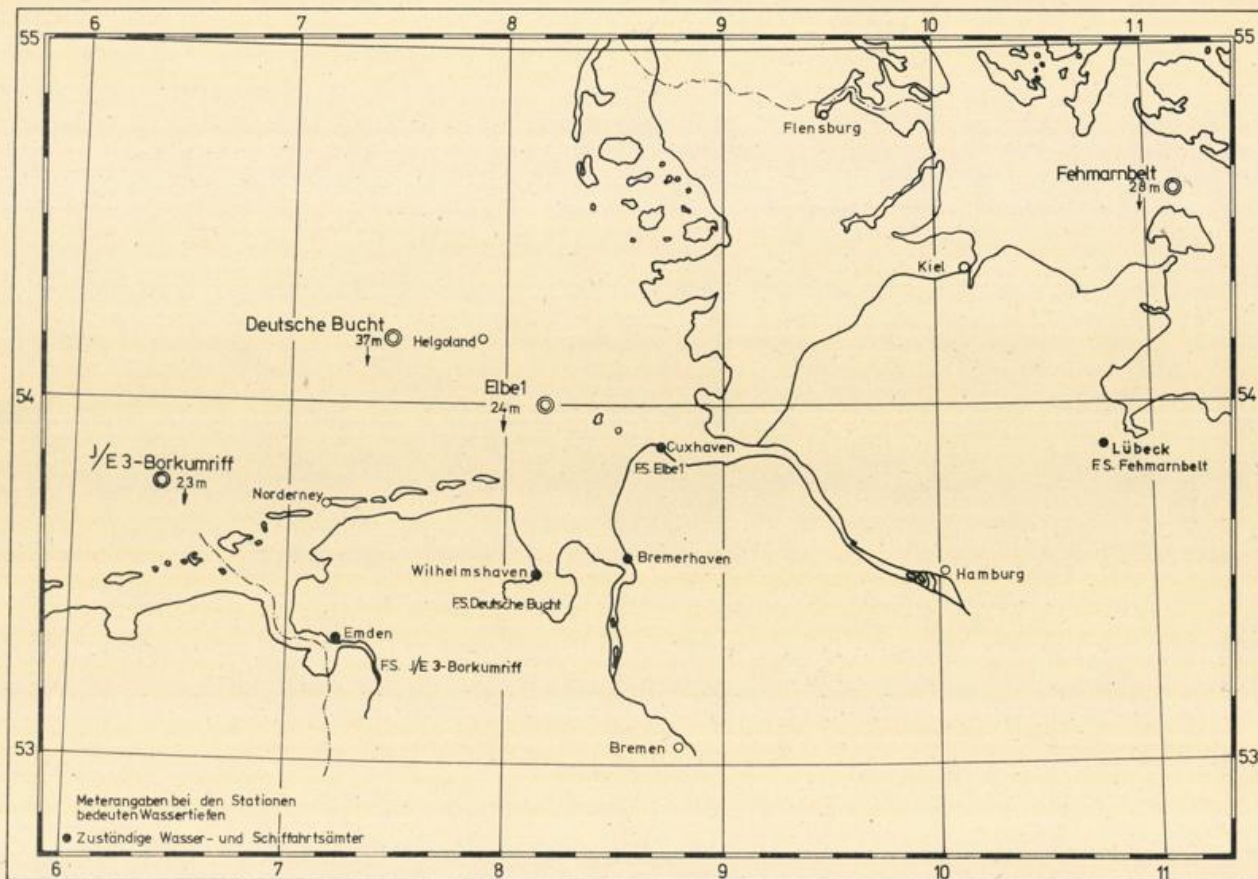 6 7 8 9 10 11
55 55
Flensburg
Fehmarnbelt
28m
Kiel
Deutsche Bucht
37m
Helgoland
Elbe1
24m
54 54
Cuxhaven
F.S. Elbe1
Lübeck
F.S. Fehmarnbelt
J/E 3-Borkumriff
23m
Norderney
Wilhelmshaven
F.S. Deutsche Bucht
Bremerhaven
Hamburg
Emden
F.S. J/E 3-Borkumriff
Bremen
53 53
Meterangaben bei den Stationen
bedeuten Wassertiefen
Zuständige Wasser- und Schiffahrtsämter
6 7 8 9 10 11